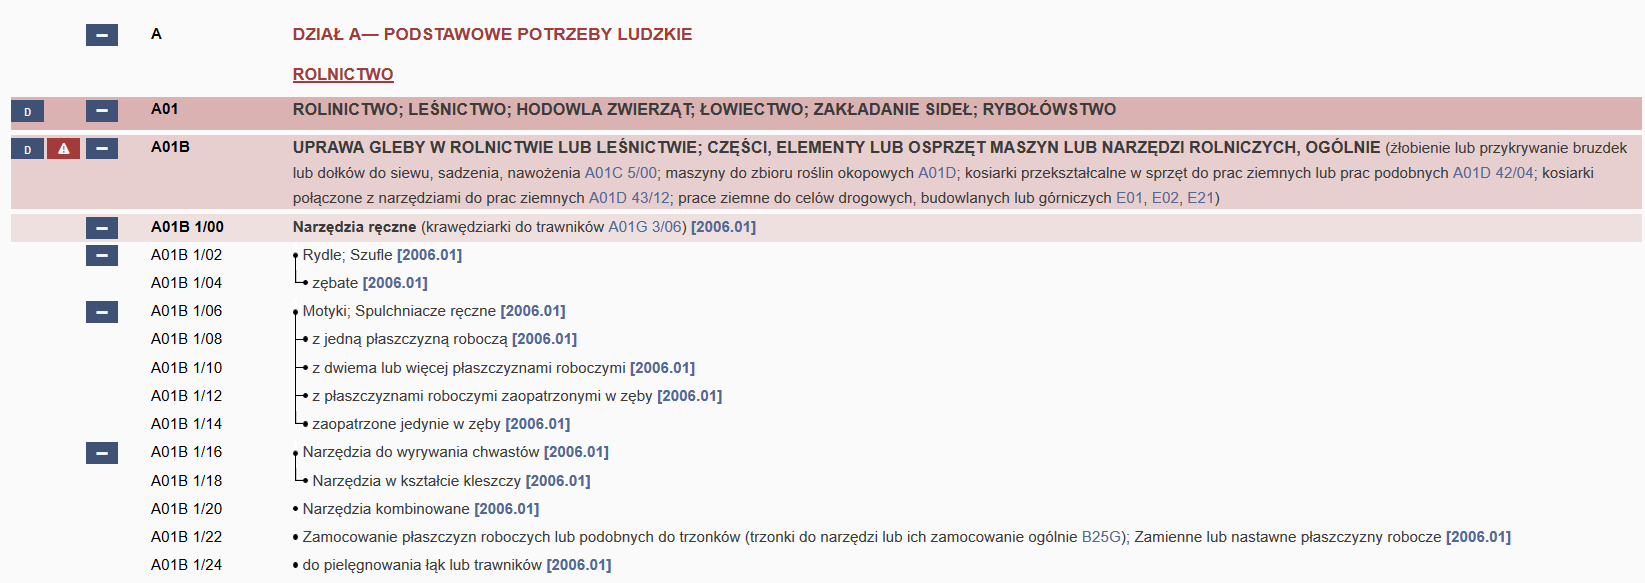 A DZIAŁ A— PODSTAWOWE POTRZEBY LUDZKIE
ROLNICTWO
D A01 ROLINICTWO; LEŚNICTWO; HODOWLA ZWIERZĄT; ŁOWIECTWO; ZAKŁADANIE SIDEŁ; RYBOŁÓWSTWO
D A01B UPRAWA GLEBY W ROLNICTWIE LUB LEŚNICTWIE; CZĘŚCI, ELEMENTY LUB OSPRZĘT MASZYN LUB NARZĘDZI ROLNICZYCH, OGÓLNIE (żłobienie lub przykrywanie bruzdek
lub dołków do siewu, sadzenia, nawożenia A01C 5/00; maszyny do zbioru roślin okopowych A01D; kosiarki przekształcalne w sprzęt do prac ziemnych lub prac podobnych A01D 42/04; kosiarki
połączone z narzędziami do prac ziemnych A01D 43/12; prace ziemne do celów drogowych, budowlanych lub górniczych E01, E02, E21)
A01B 1/00 Narzędzia ręczne (krawędziarki do trawników A01G 3/06) [2006.01]
A01B 1/02 • Rydle; Szufle [2006.01]
A01B 1/04 • zębate [2006.01]
A01B 1/06 • Motyki; Spulchniacze ręczne [2006.01]
A01B 1/08 • z jedną płaszczyzną roboczą [2006.01]
A01B 1/10 • z dwiema lub więcej płaszczyznami roboczymi [2006.01]
A01B 1/12 • z płaszczyznami roboczymi zaopatrzonymi w zęby [2006.01]
A01B 1/14 • zaopatrzone jedynie w zęby [2006.01]
A01B 1/16 • Narzędzia do wyrywania chwastów [2006.01]
A01B 1/18 • Narzędzia w kształcie kleszczy [2006.01]
A01B 1/20 • Narzędzia kombinowane [2006.01]
A01B 1/22 • Zamocowanie płaszczyzn roboczych lub podobnych do trzonków (trzonki do narzędzi lub ich zamocowanie ogólnie B25G); Zamienne lub nastawne płaszczyzny robocze [2006.01]
A01B 1/24 • do pielęgnowania łąk lub trawników [2006.01]